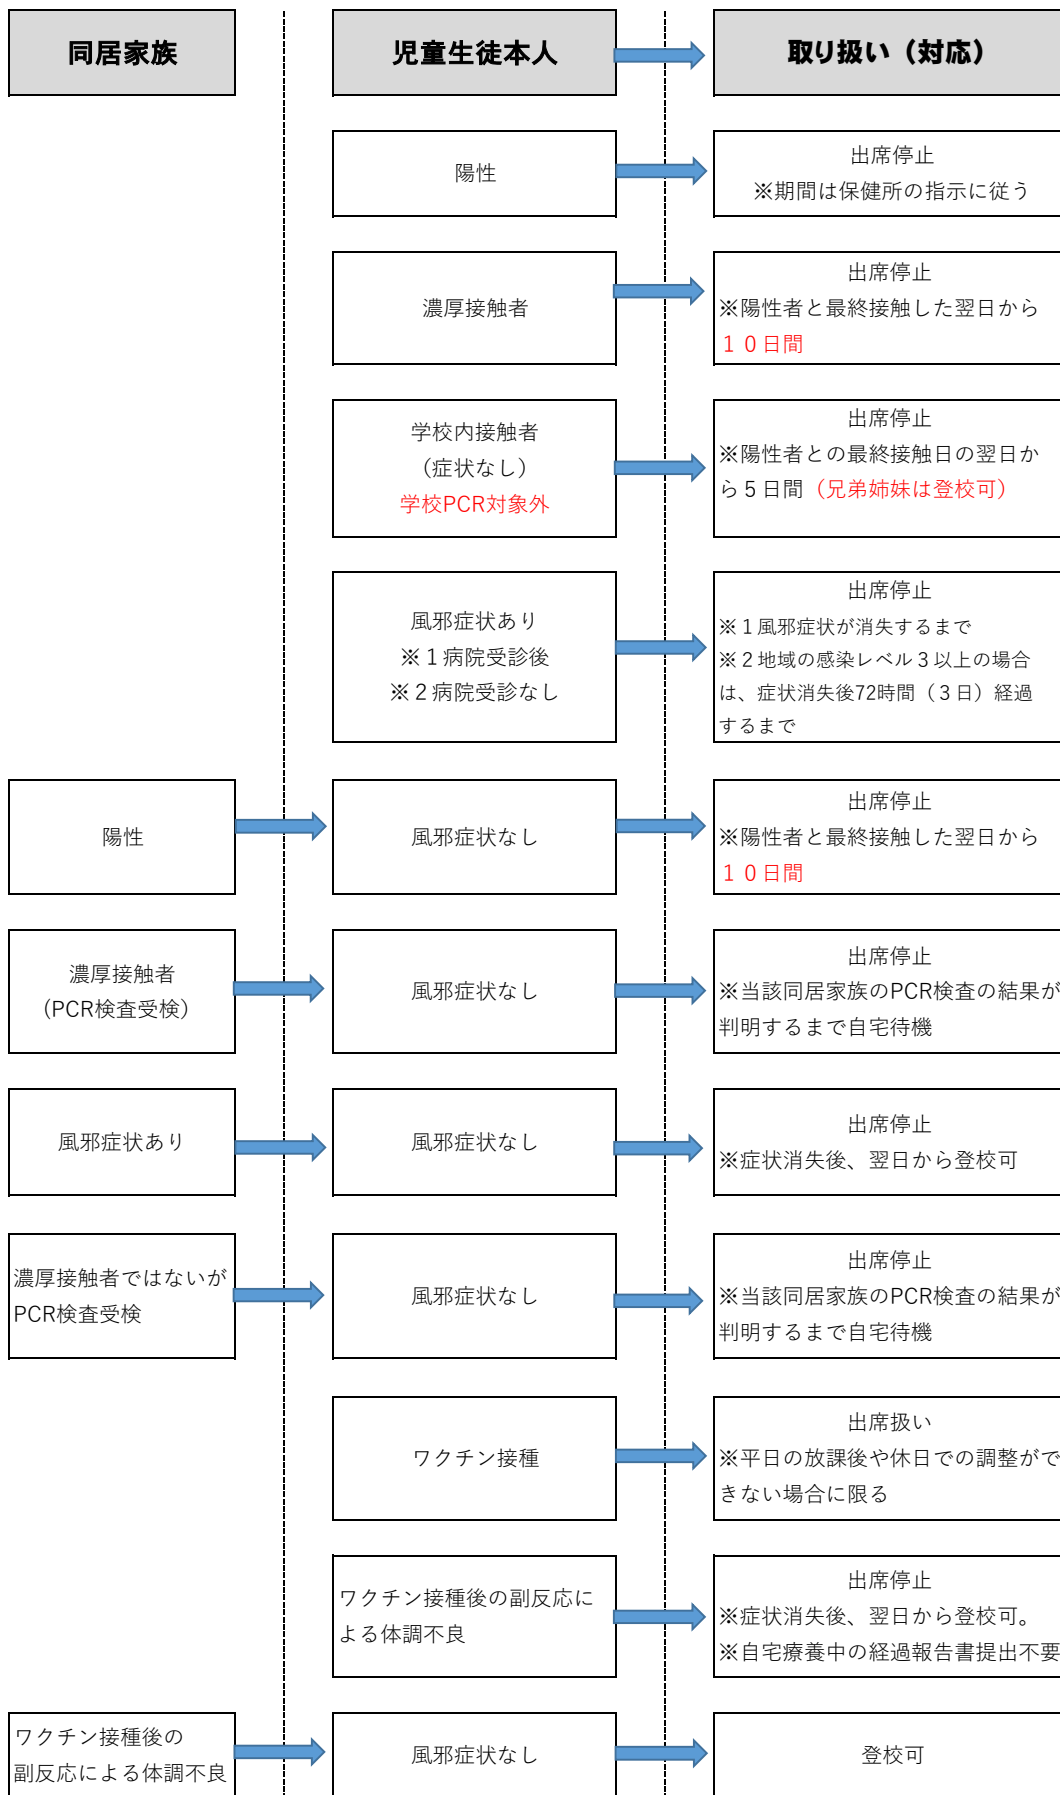 同居家族
児童生徒本人
取り扱い（対応）
陽性
出席停止
※期間は保健所の指示に従う
濃厚接触者
出席停止
※陽性者と最終接触した翌日から
１０日間
学校内接触者
（症状なし）
学校PCR対象外
出席停止
※陽性者との最終接触日の翌日か
ら５日間（兄弟姉妹は登校可）
風邪症状あり
※１病院受診後
※２病院受診なし
出席停止
※１風邪症状が消失するまで
※２地域の感染レベル３以上の場合
は、症状消失後72時間（３日）経過
するまで
陽性
風邪症状なし
出席停止
※陽性者と最終接触した翌日から
１０日間
濃厚接触者
（PCR検査受検）
風邪症状なし
出席停止
※当該同居家族のPCR検査の結果が
判明するまで自宅待機
風邪症状あり
風邪症状なし
出席停止
※症状消失後、翌日から登校可
濃厚接触者ではないが
PCR検査受検
風邪症状なし
出席停止
※当該同居家族のPCR検査の結果が
判明するまで自宅待機
ワクチン接種
出席扱い
※平日の放課後や休日での調整がで
きない場合に限る
ワクチン接種後の副反応に
よる体調不良
出席停止
※症状消失後、翌日から登校可。
※自宅療養中の経過報告書提出不要
ワクチン接種後の
副反応による体調不良
風邪症状なし
登校可